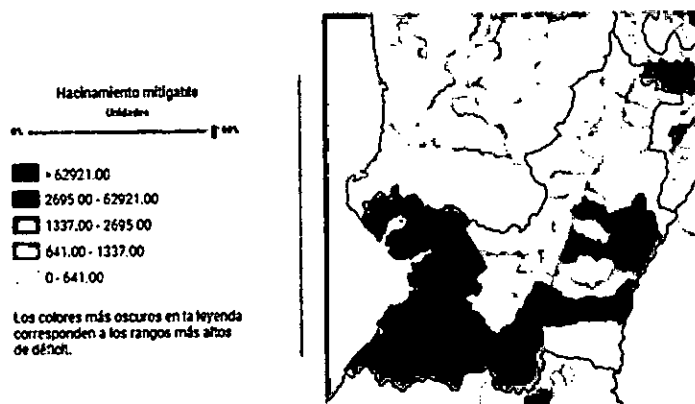 Hacinamiento mitigable
Unidades
0%
> 62921.00
2695.00 - 62921.00
1337.00 - 2695.00
641.00 - 1337.00
0 - 641.00
Los colores más oscuros en la leyenda
corresponden a los rangos más altos
de déficit.